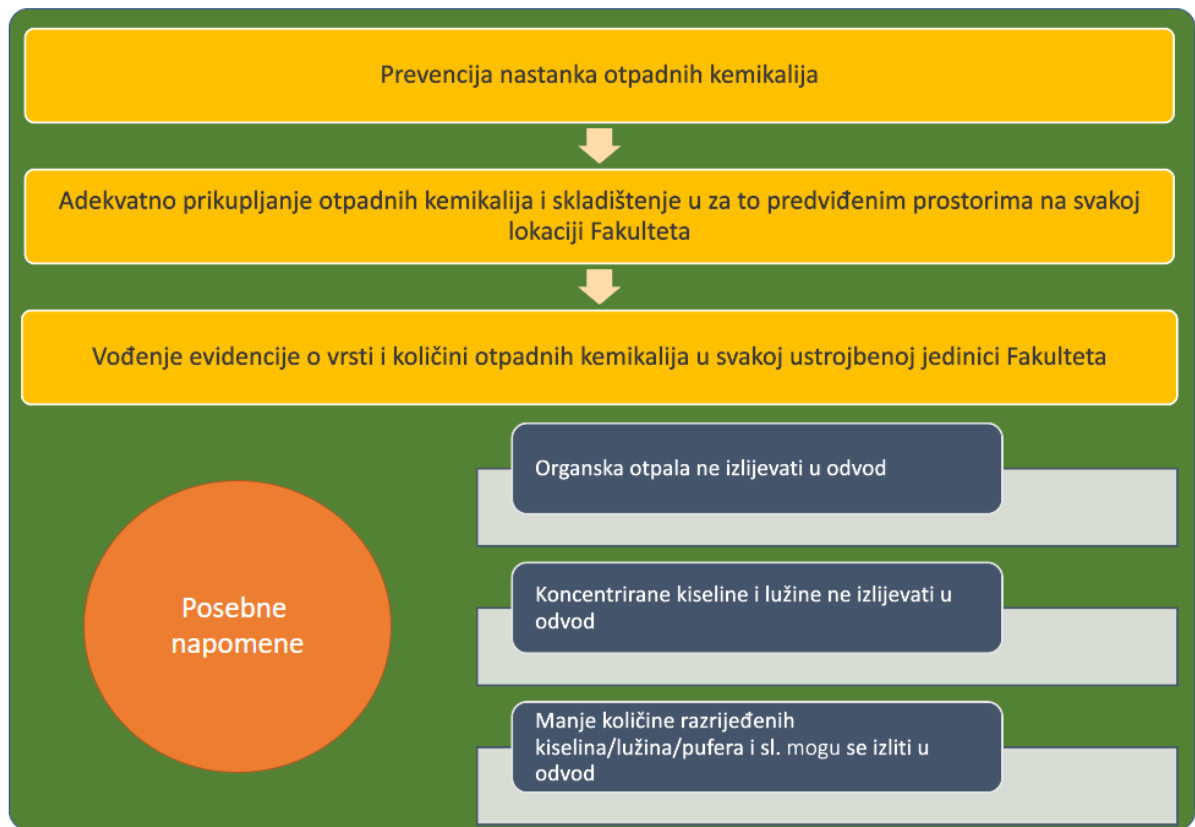 Prevencija nastanka otpadnih kemikalija
Adekvatno prikupljanje otpadnih kemikalija i skladištenje u za to predviđenim prostorima na svakoj
lokaciji Fakulteta
Vođenje evidencije o vrsti i količini otpadnih kemikalija u svakoj ustrojbenoj jedinici Fakulteta
Posebne
napomene
Organska otpala ne izlijevati u odvod
Koncentrirane kiseline i lužine ne izlijevati u
odvod
Manje količine razrijeđenih
kiselina/lužina/pufera i sl. mogu se izliti u
odvod